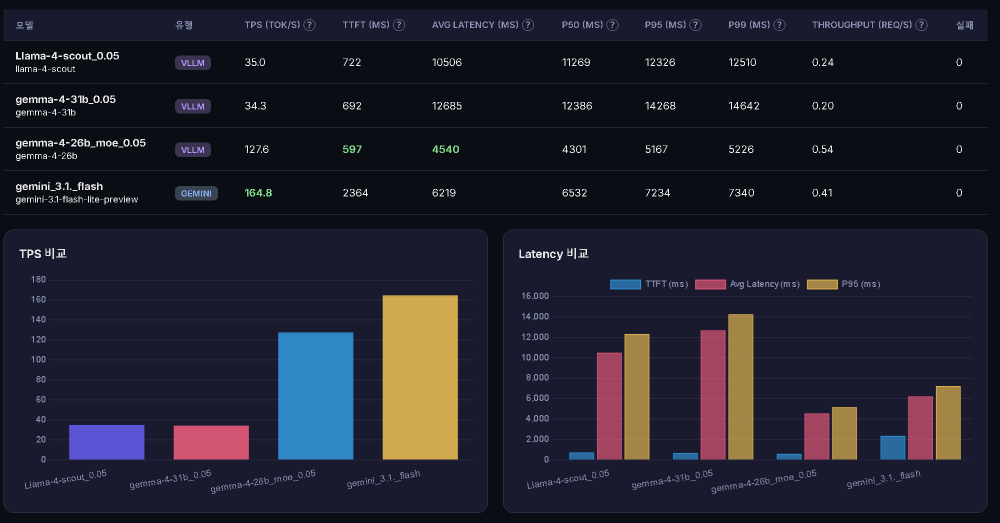 모델 유형 TPS (TOK/S) ? TTFT (MS) ? AVG LATENCY (MS) ? P50 (MS) ? P95 (MS) ? P99 (MS) ? THROUGHPUT (REQ/S) ? 실패
Llama-4-scout_0.05
llama-4-scout
VLLM 35.0 722 10506 11269 12326 12510 0.24 0
gemma-4-31b_0.05
gemma-4-31b
VLLM 34.3 692 12685 12386 14268 14642 0.20 0
gemma-4-26b_moe_0.05
gemma-4-26b
VLLM 127.6 597 4540 4301 5167 5226 0.54 0
gemini_3.1._flash
gemini-3.1-flash-lite-preview
GEMINI 164.8 2364 6219 6532 7234 7340 0.41 0
TPS 비교
180
160
140
120
100
80
60
40
20
0
Llama-4-scout_0.05 gemma-4-31b_0.05 gemma-4-26b_moe_0.05 gemini_3.1._flash
Latency 비교
TTFT (ms) Avg Latency (ms) P95 (ms)
16,000
14,000
12,000
10,000
8,000
6,000
4,000
2,000
0
Llama-4-scout_0.05 gemma-4-31b_0.05 gemma-4-26b_moe_0.05 gemini_3.1._flash